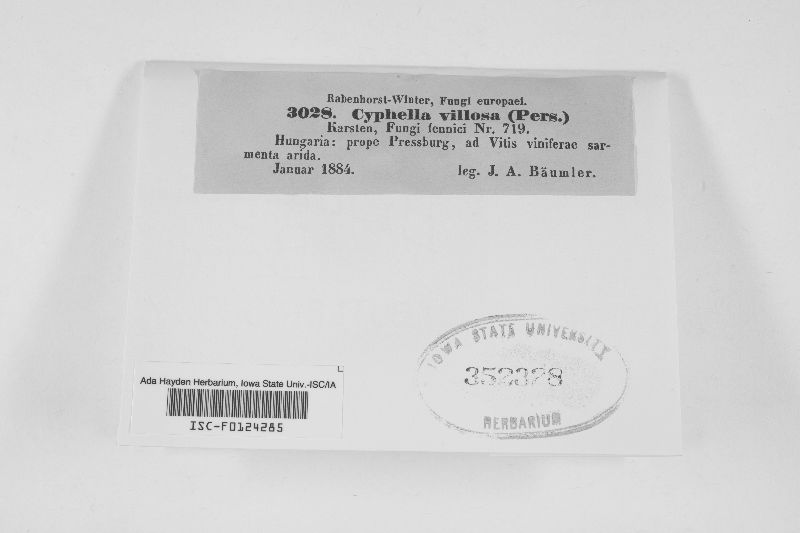 Rabenhorst-Winter, Fungi europaei.
3028. Cyphella villosa (Pers.)
Karsten, Fungi fennici Nr. 719.
Hungaria: prope Pressburg, ad Vitis viniferae sar-
menta arida.
Januar 1884. leg. J. A. Bäumler.
IOWA STATE UNIVERSITY
352328
HERBARIUM
Ada Hayden Herbarium, Iowa State Univ.-ISC/IA
ISC-F0124285